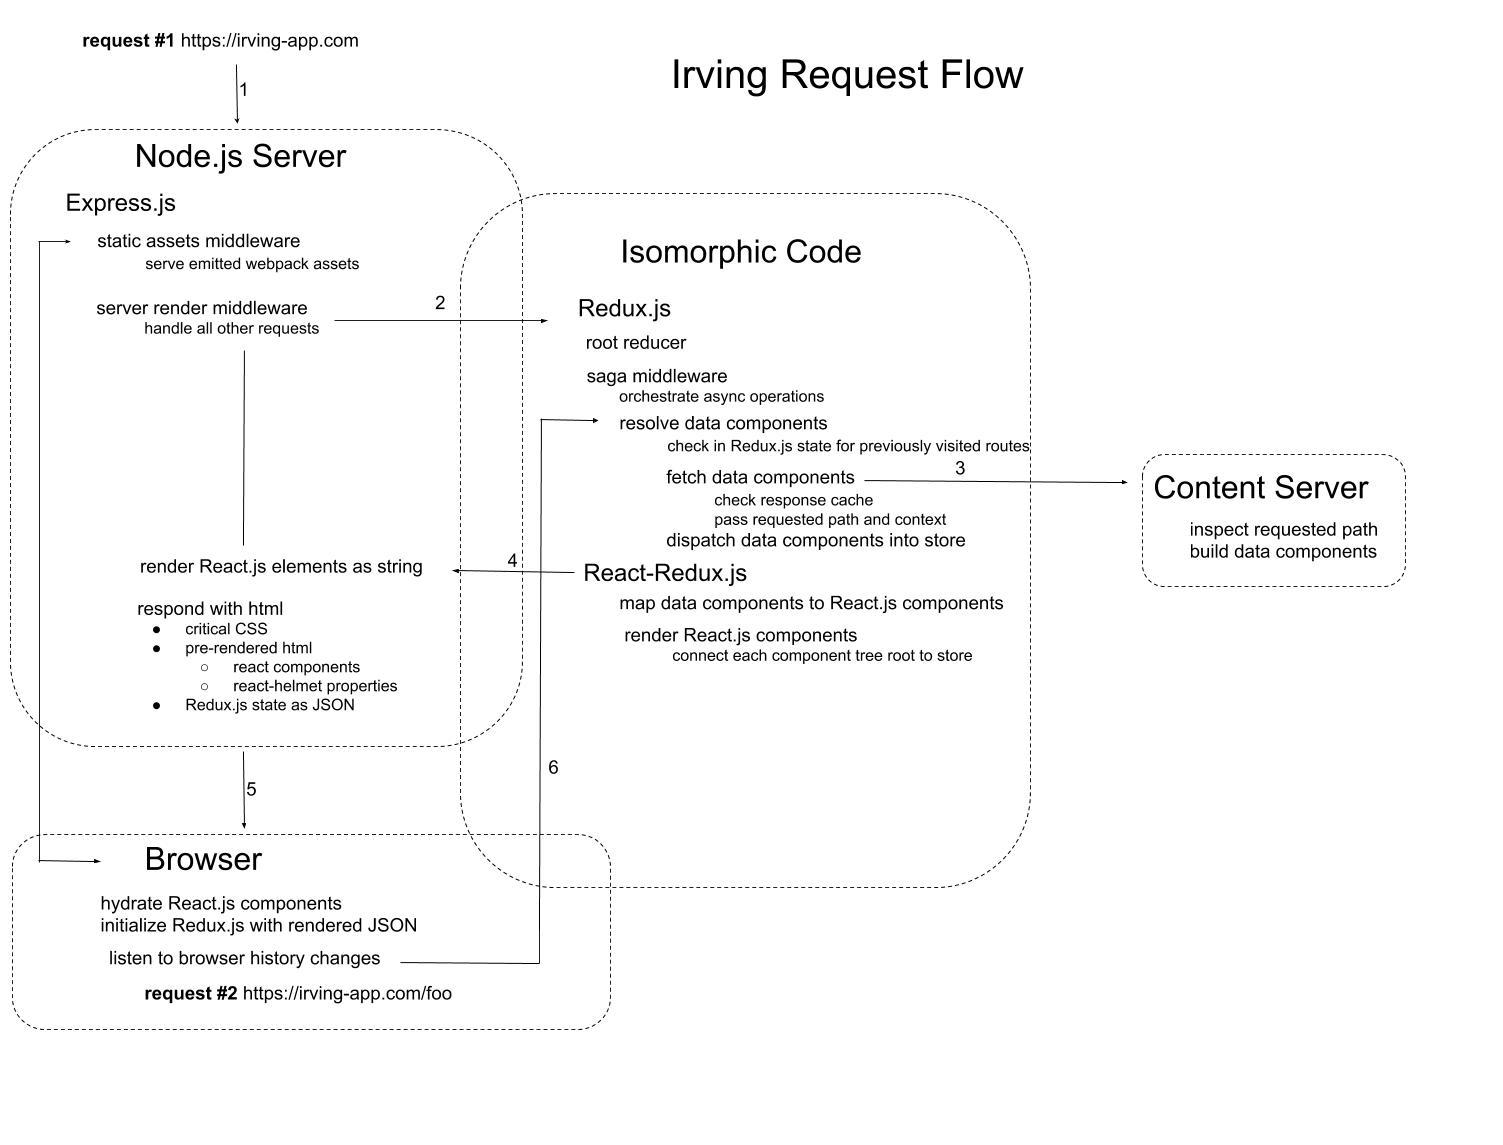 request #1 https://irving-app.com
Irving Request Flow
1
Node.js Server
Express.js
static assets middleware
serve emitted webpack assets
server render middleware
handle all other requests
2
render React.js elements as string
respond with html
● critical CSS
● pre-rendered html
○ react components
○ react-helmet properties
● Redux.js state as JSON
Isomorphic Code
Redux.js
root reducer
saga middleware
orchestrate async operations
resolve data components
check in Redux.js state for previously visited routes
fetch data components
3
check response cache
pass requested path and context
dispatch data components into store
4
React-Redux.js
map data components to React.js components
render React.js components
connect each component tree root to store
Content Server
inspect requested path
build data components
5
6
Browser
hydrate React.js components
initialize Redux.js with rendered JSON
listen to browser history changes
request #2 https://irving-app.com/foo